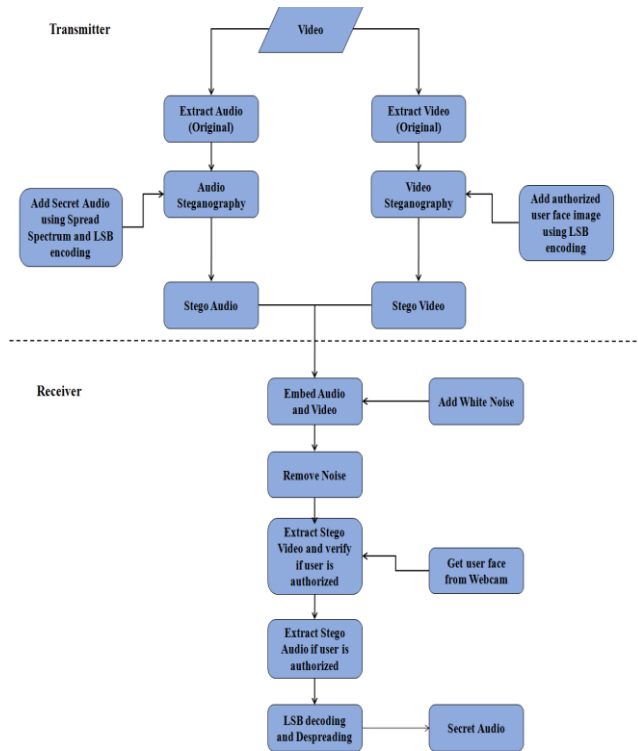 Transmitter
Video
Extract Audio
(Original)
Extract Video
(Original)
Add Secret Audio
using Spread
Spectrum and LSB
encoding
Audio
Steganography
Video
Steganography
Add authorized
user face image
using LSB
encoding
Stego Audio
Stego Video
Receiver
Embed Audio
and Video
Add White Noise
Remove Noise
Extract Stego
Video and verify
if user is
authorized
Get user face
from Webcam
Extract Stego
Audio if user is
authorized
LSB decoding
and Despreading
Secret Audio